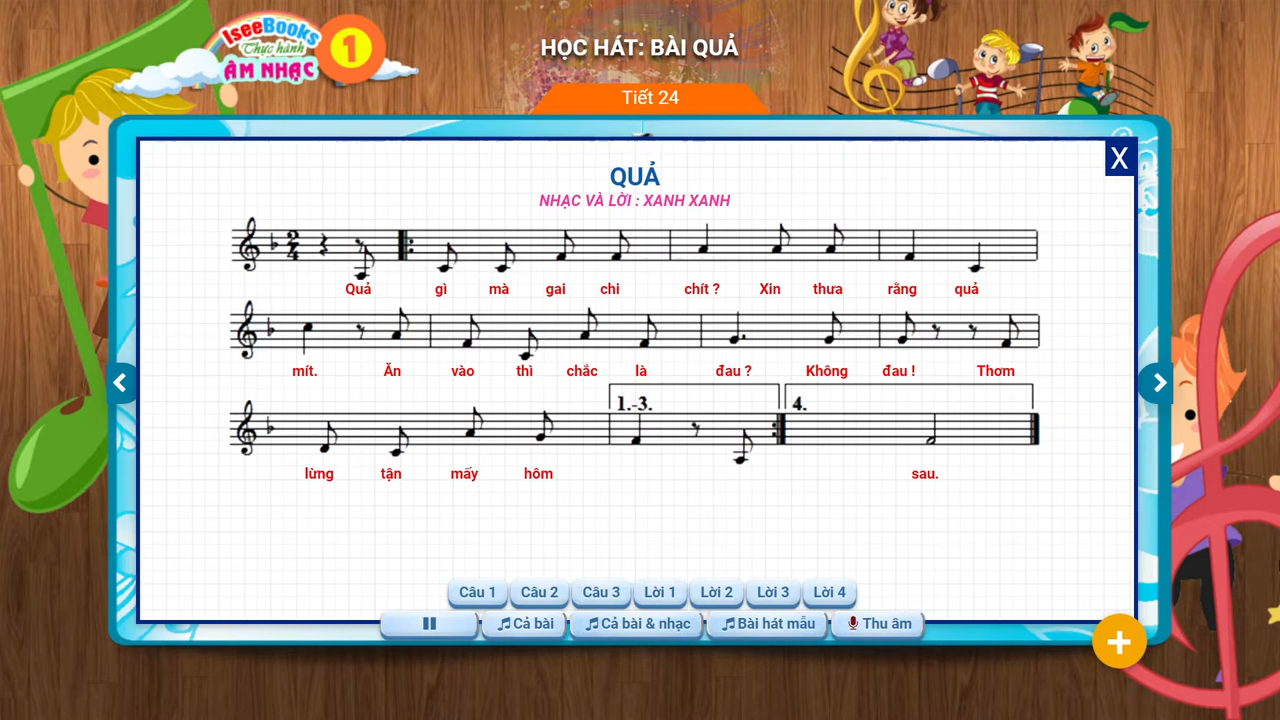 IseeBooks
Thực hành
ÂM NHẠC
1
HỌC HÁT: BÀI QUẢ
Tiết 24
X
QUẢ
NHẠC VÀ LỜI : XANH XANH
2
4
Quả gì mà gai chi chít ? Xin thưa rằng quả
mít. Ăn vào thì chắc là đau ? Không đau ! Thơm
1.-3. 4.
lừng tận mấy hôm sau.
Câu 1 Câu 2 Câu 3 Lời 1 Lời 2 Lời 3 Lời 4
Cả bài Cả bài & nhạc Bài hát mẫu Thu âm